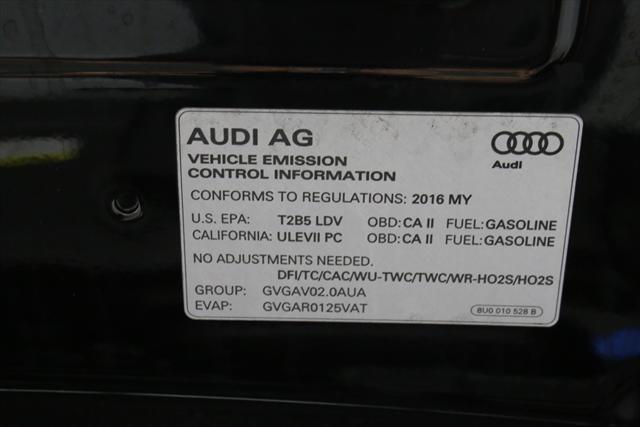 AUDI AG
Audi
VEHICLE EMISSION
CONTROL INFORMATION
CONFORMS TO REGULATIONS: 2016 MY
U.S. EPA: T2B5 LDV OBD: CA II FUEL: GASOLINE
CALIFORNIA: ULEVII PC OBD: CA II FUEL: GASOLINE
NO ADJUSTMENTS NEEDED.
DFI/TC/CAC/WU-TWC/TWC/WR-HO2S/HO2S
GROUP: GVGAV02.0AUA
EVAP: GVGAR0125VAT
8U0 010 528 B